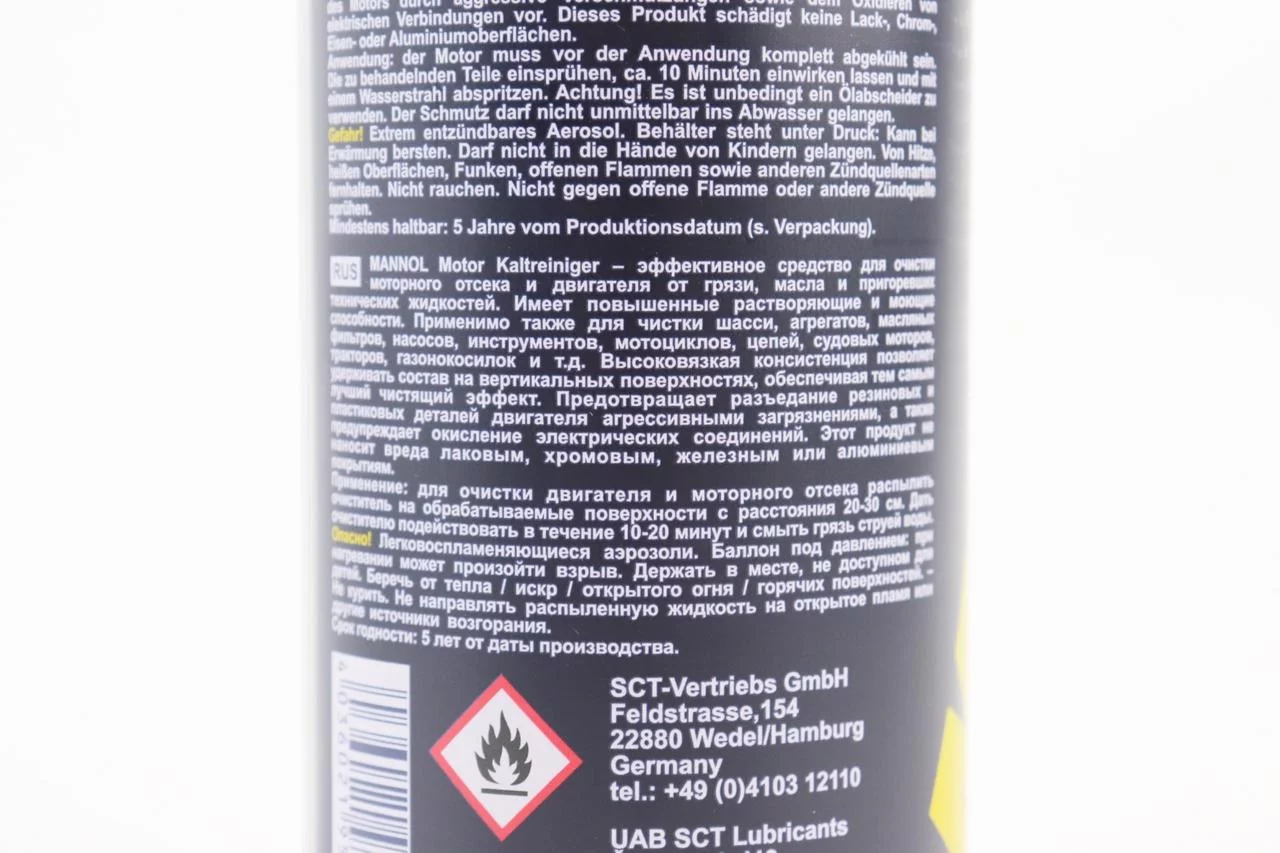 des Motors durch aggressive Verschmutzungen sowie dem Oxidieren von
elektrischen Verbindungen vor. Dieses Produkt schädigt keine Lack-, Chrom-,
Eisen- oder Aluminiumoberflächen.
Anwendung: der Motor muss vor der Anwendung komplett abgekühlt sein.
Die zu behandelnden Teile einsprühen, ca. 10 Minuten einwirken lassen und mit
einem Wasserstrahl abspritzen. Achtung! Es ist unbedingt ein Ölabscheider zu
verwenden. Der Schmutz darf nicht unmittelbar ins Abwasser gelangen.
Gefahr! Extrem entzündbares Aerosol. Behälter steht unter Druck: Kann bei
Erwärmung bersten. Darf nicht in die Hände von Kindern gelangen. Von Hitze,
heißen Oberflächen, Funken, offenen Flammen sowie anderen Zündquellenarten
fernhalten. Nicht rauchen. Nicht gegen offene Flamme oder andere Zündquelle
sprühen.
Mindestens haltbar: 5 Jahre vom Produktionsdatum (s. Verpackung).
RUS MANNOL Motor Kaltreiniger – эффективное средство для очистки
моторного отсека и двигателя от грязи, масла и пригоревших
технических жидкостей. Имеет повышенные растворяющие и моющие
способности. Применимо также для чистки шасси, агрегатов, масляных
фильтров, насосов, инструментов, мотоциклов, цепей, судовых моторов,
тракторов, газонокосилок и т.д. Высоковязкая консистенция позволяет
удерживать состав на вертикальных поверхностях, обеспечивая тем самым
лучший чистящий эффект. Предотвращает разъедание резиновых и
пластиковых деталей двигателя агрессивными загрязнениями, а также
предупреждает окисление электрических соединений. Этот продукт не
наносит вреда лаковым, хромовым, железным или алюминиевым
покрытиям.
Применение: для очистки двигателя и моторного отсека распылить
очиститель на обрабатываемые поверхности с расстояния 20-30 см. Дать
очистителю подействовать в течение 10-20 минут и смыть грязь струей воды.
Опасно! Легковоспламеняющиеся аэрозоли. Баллон под давлением: при
нагревании может произойти взрыв. Держать в месте, не доступном для
детей. Беречь от тепла / искр / открытого огня / горячих поверхностей. –
Не курить. Не направлять распыленную жидкость на открытое пламя или
другие источники возгорания.
Срок годности: 5 лет от даты производства.
SCT-Vertriebs GmbH
Feldstrasse,154
22880 Wedel/Hamburg
Germany
tel.: +49 (0)4103 12110
UAB SCT Lubricants